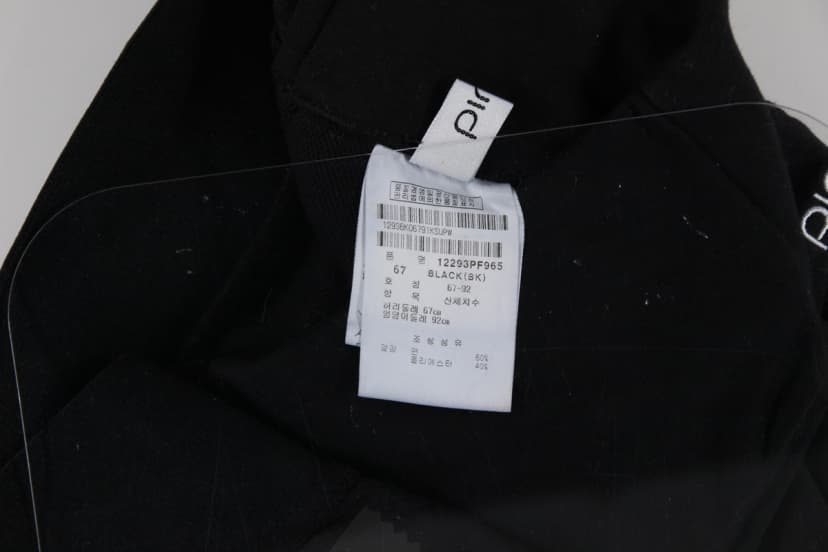 1293BK06791KSUPW
품 명 12293PF965
67 BLACK(BK)
호 칭 67-92
항 목 신체치수
허리둘레 67cm
엉덩이둘레 92cm
조 성 섬 유
겉감 면 60%
폴리에스터 40%